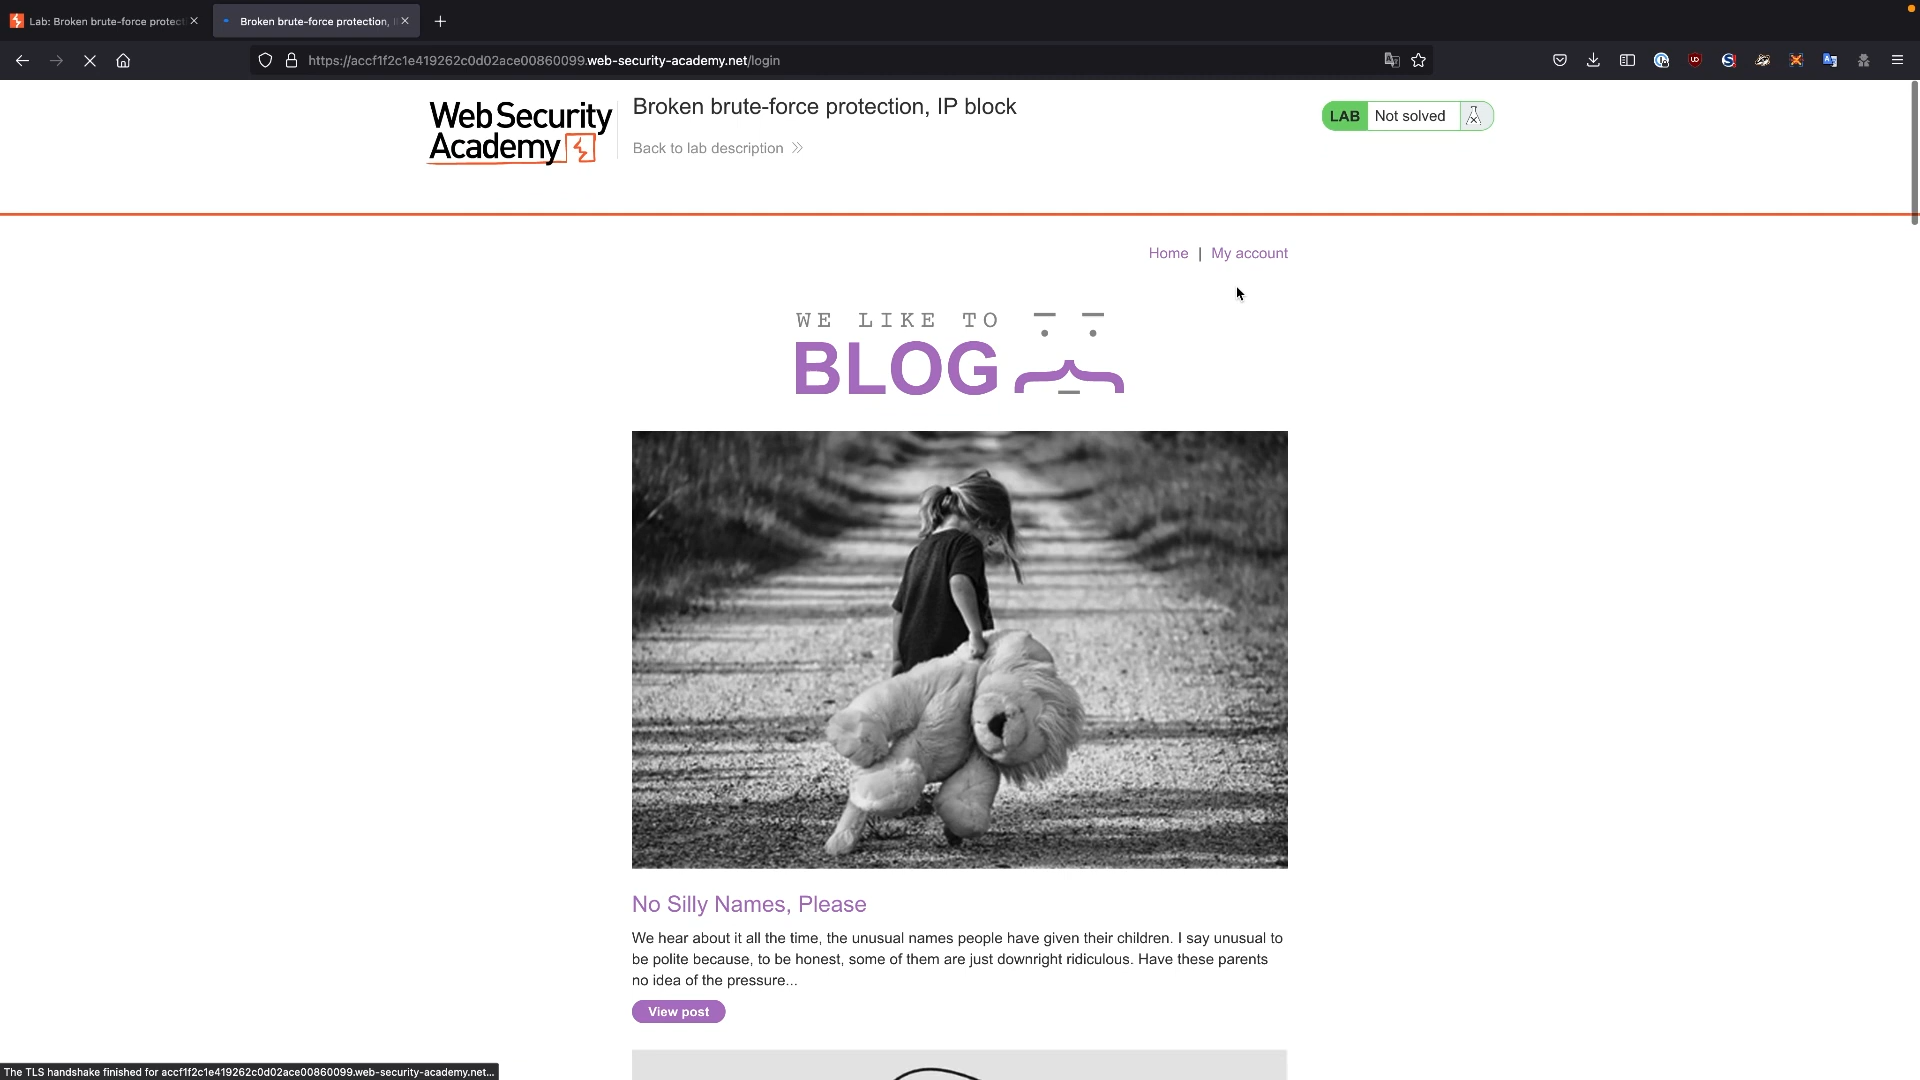 Lab: Broken brute-force protect
Broken brute-force protection, I
https://accf1f2c1e419262c0d02ace00860099.web-security-academy.net/login
WebSecurity
Academy
Broken brute-force protection, IP block
Back to lab description
LAB Not solved
Home | My account
WE LIKE TO
BLOG
No Silly Names, Please
We hear about it all the time, the unusual names people have given their children. I say unusual to
be polite because, to be honest, some of them are just downright ridiculous. Have these parents
no idea of the pressure...
View post
The TLS handshake finished for accf1f2c1e419262c0d02ace00860099.web-security-academy.net...